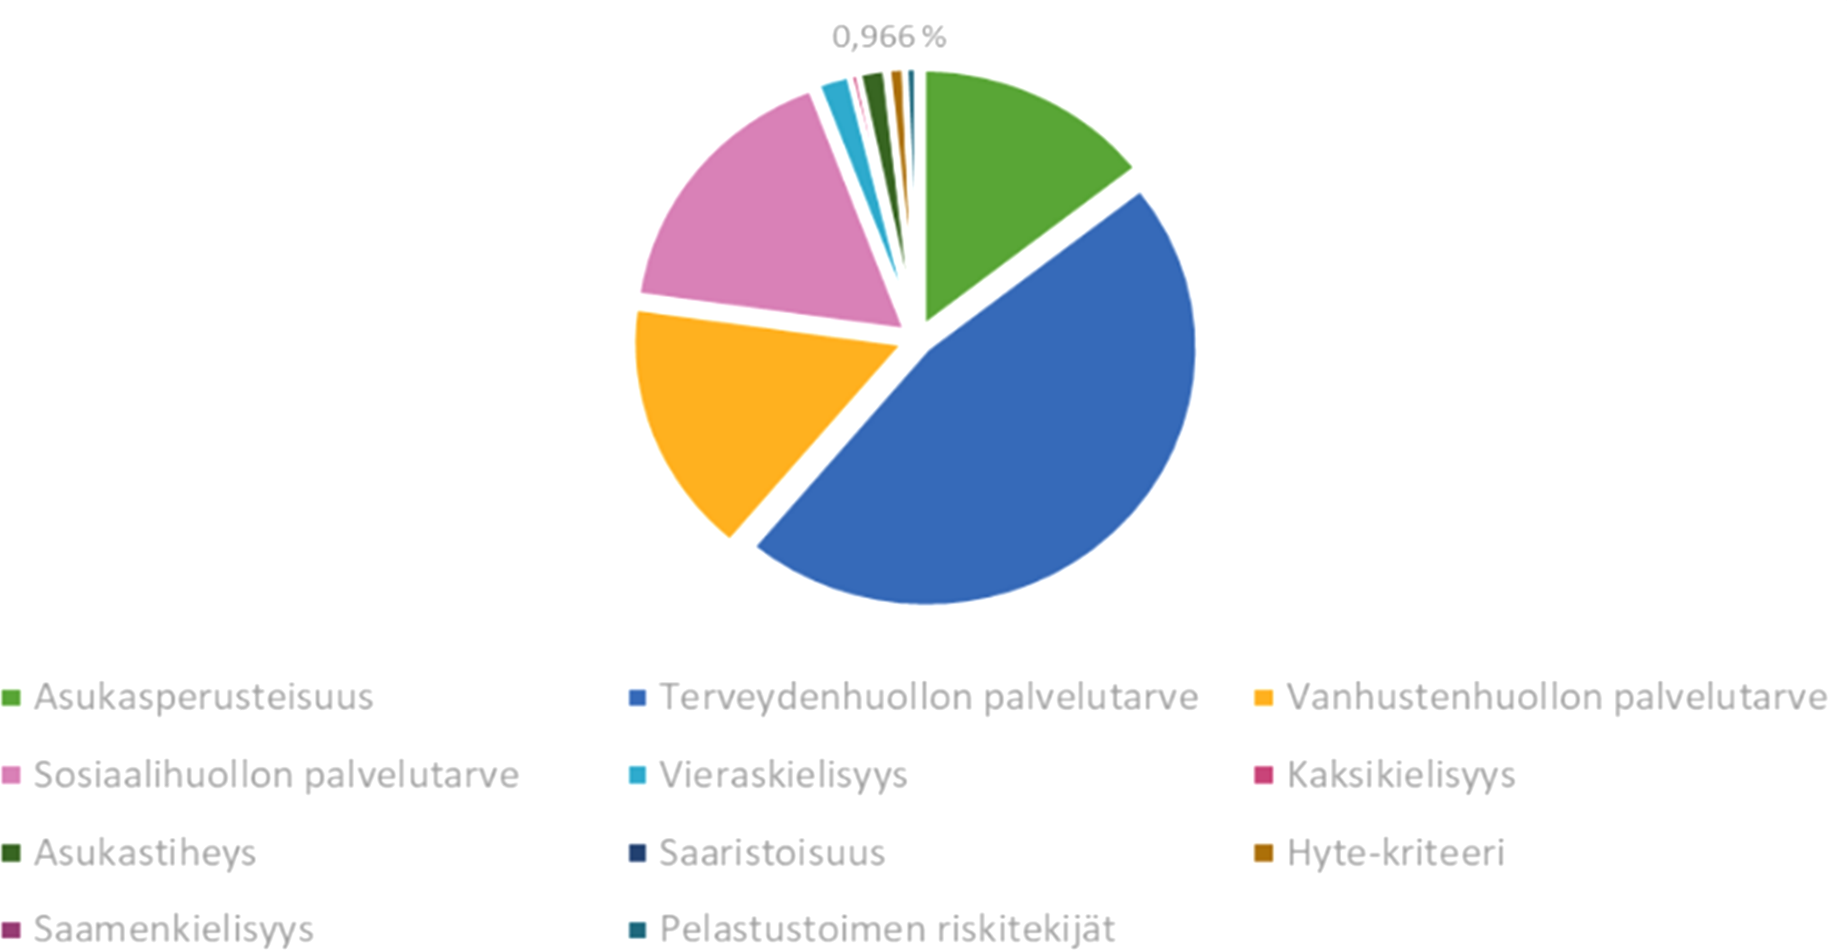 0,966 %
Asukasperusteisuus
Terveydenhuollon palvelutarve
Vanhustenhuollon palvelutarve
Sosiaalihuollon palvelutarve
Vieraskielisyys
Kaksikielisyys
Asukastiheys
Saaristoisuus
Hyte-kriteeri
Saamenkielisyys
Pelastustoimen riskitekijät